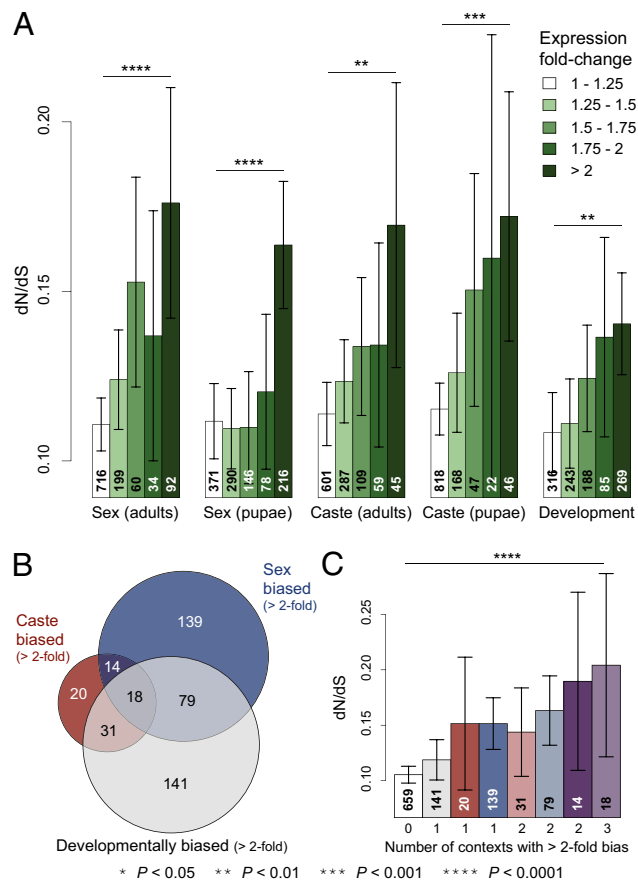 A
Expression
fold-change
1 - 1.25
1.25 - 1.5
1.5 - 1.75
1.75 - 2
> 2
dN/dS
0.20
0.15
0.10
****
****
**
***
**
716 199 60 34 92
371 290 146 78 216
601 287 109 59 45
818 168 47 22 46
316 243 188 85 269
Sex (adults) Sex (pupae) Caste (adults) Caste (pupae) Development
B
Sex
biased
(> 2-fold)
Caste
biased
(> 2-fold)
139
14
20
18
79
31
141
Developmentally biased (> 2-fold)
C
****
dN/dS
0.25
0.20
0.15
0.10
659 141 20 139 31 79 14 18
0 1 1 1 2 2 2 3
Number of contexts with > 2-fold bias
* P < 0.05 ** P < 0.01 *** P < 0.001 **** P < 0.0001